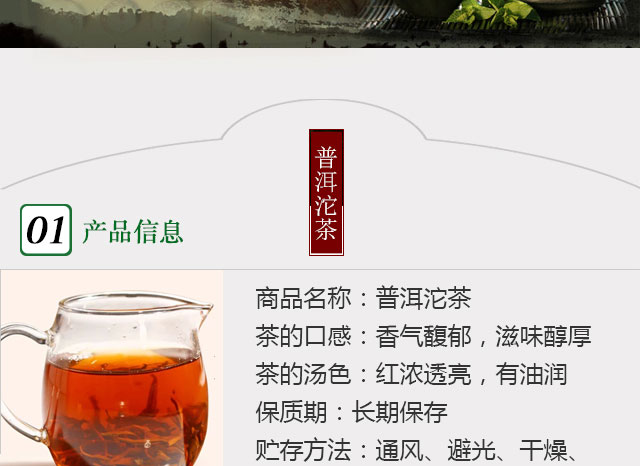 普洱沱茶
01 产品信息
商品名称：普洱沱茶
茶的口感：香气馥郁，滋味醇厚
茶的汤色：红浓透亮，有油润
保质期：长期保存
贮存方法：通风、避光、干燥、